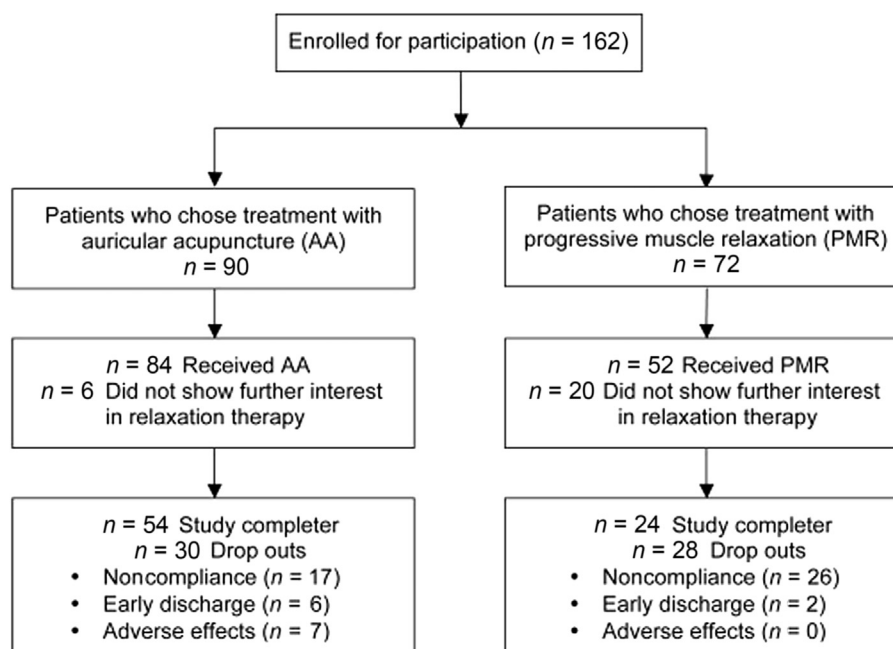 Enrolled for participation (n = 162)
Patients who chose treatment with
auricular acupuncture (AA)
n = 90
Patients who chose treatment with
progressive muscle relaxation (PMR)
n = 72
n = 84 Received AA
n = 6 Did not show further interest
in relaxation therapy
n = 52 Received PMR
n = 20 Did not show further interest
in relaxation therapy
n = 54 Study completer
n = 30 Drop outs
• Noncompliance (n = 17)
• Early discharge (n = 6)
• Adverse effects (n = 7)
n = 24 Study completer
n = 28 Drop outs
• Noncompliance (n = 26)
• Early discharge (n = 2)
• Adverse effects (n = 0)